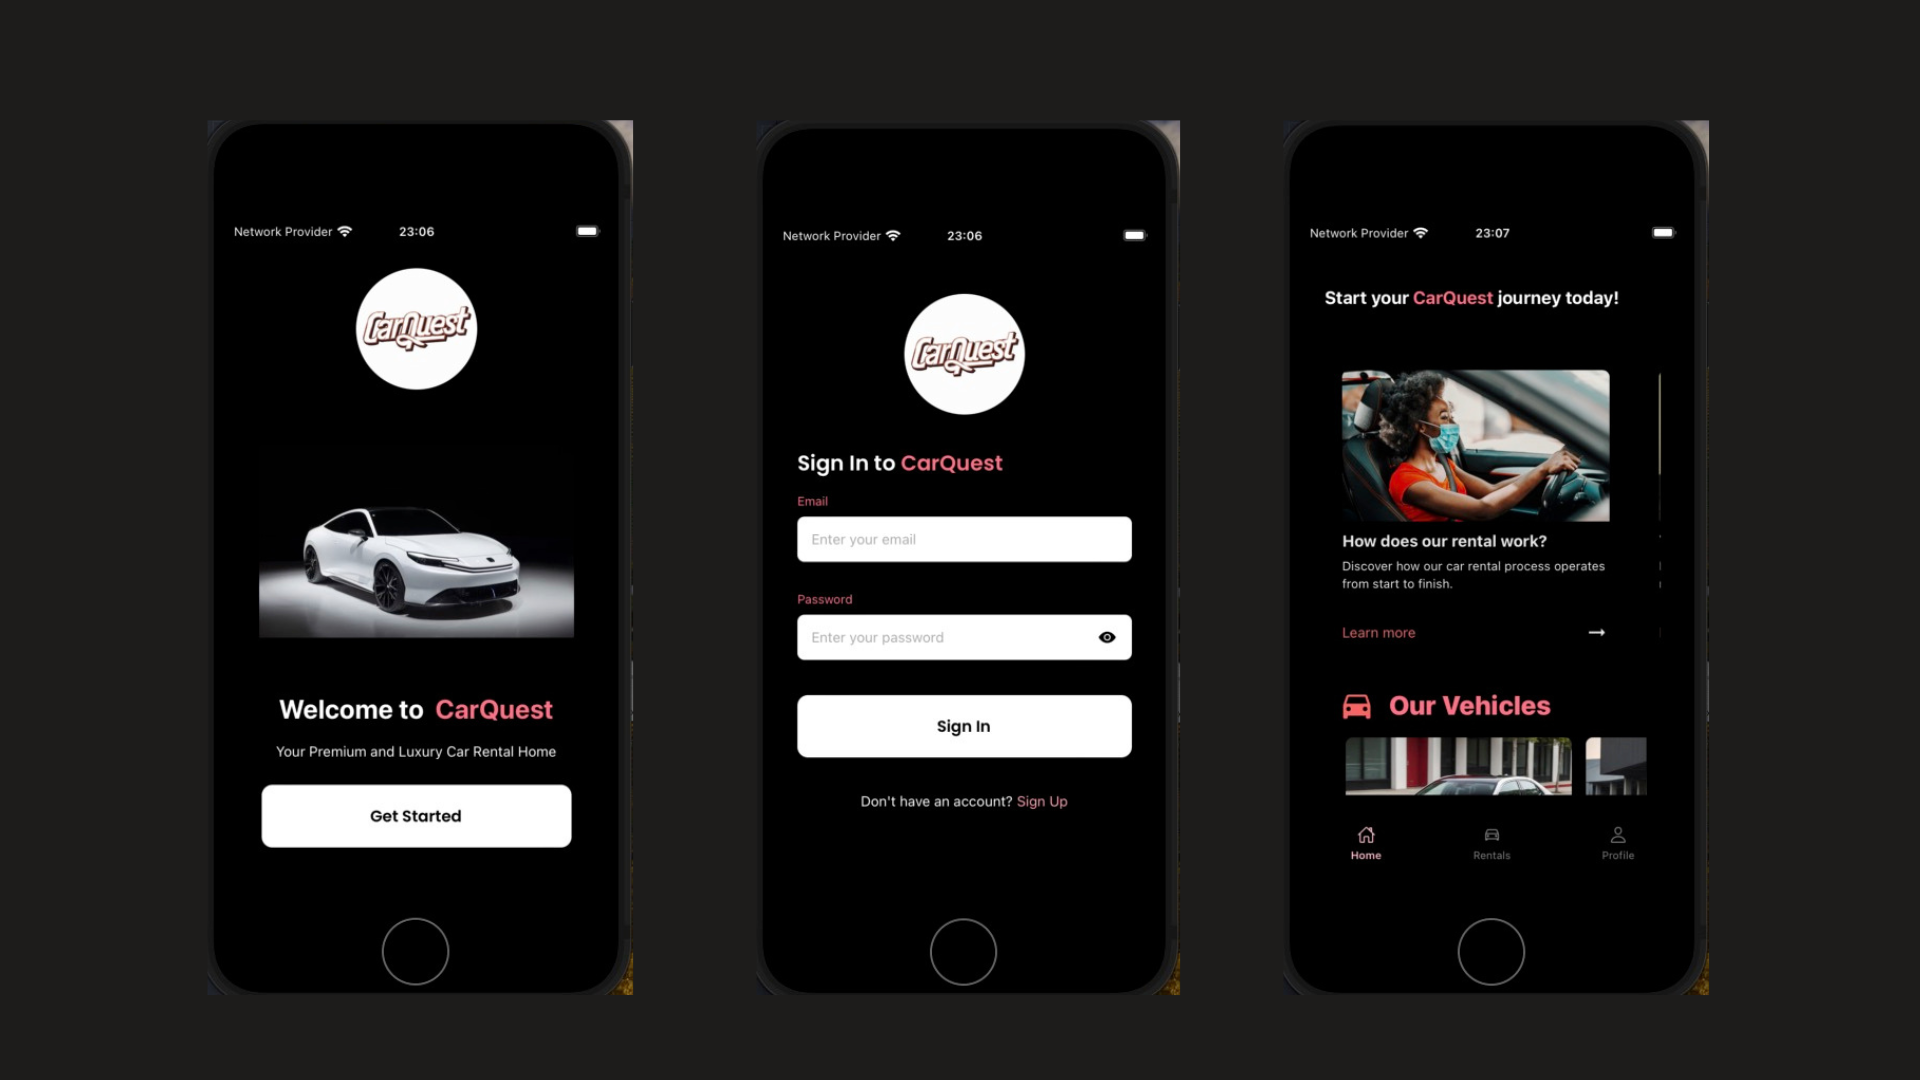 Network Provider 23:06
CarQuest
Welcome to CarQuest
Your Premium and Luxury Car Rental Home
Get Started
Network Provider 23:06
CarQuest
Sign In to CarQuest
Email
Enter your email
Password
Enter your password
Sign In
Don't have an account? Sign Up
Network Provider 23:07
Start your CarQuest journey today!
How does our rental work?
Discover how our car rental process operates
from start to finish.
Learn more
Our Vehicles
Home Rentals Profile